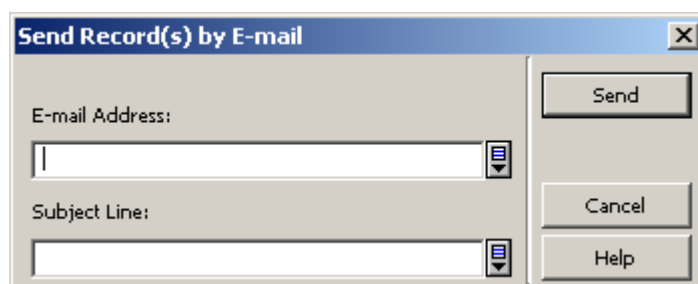 Send Record(s) by E-mail
Send
E-mail Address:
Subject Line:
Cancel
Help